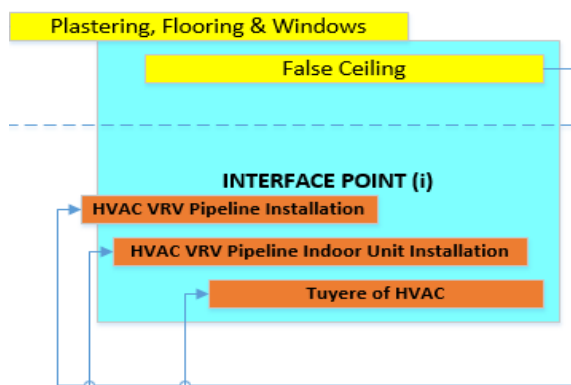 Plastering, Flooring & Windows
False Ceiling
INTERFACE POINT (i)
HVAC VRV Pipeline Installation
HVAC VRV Pipeline Indoor Unit Installation
Tuyere of HVAC